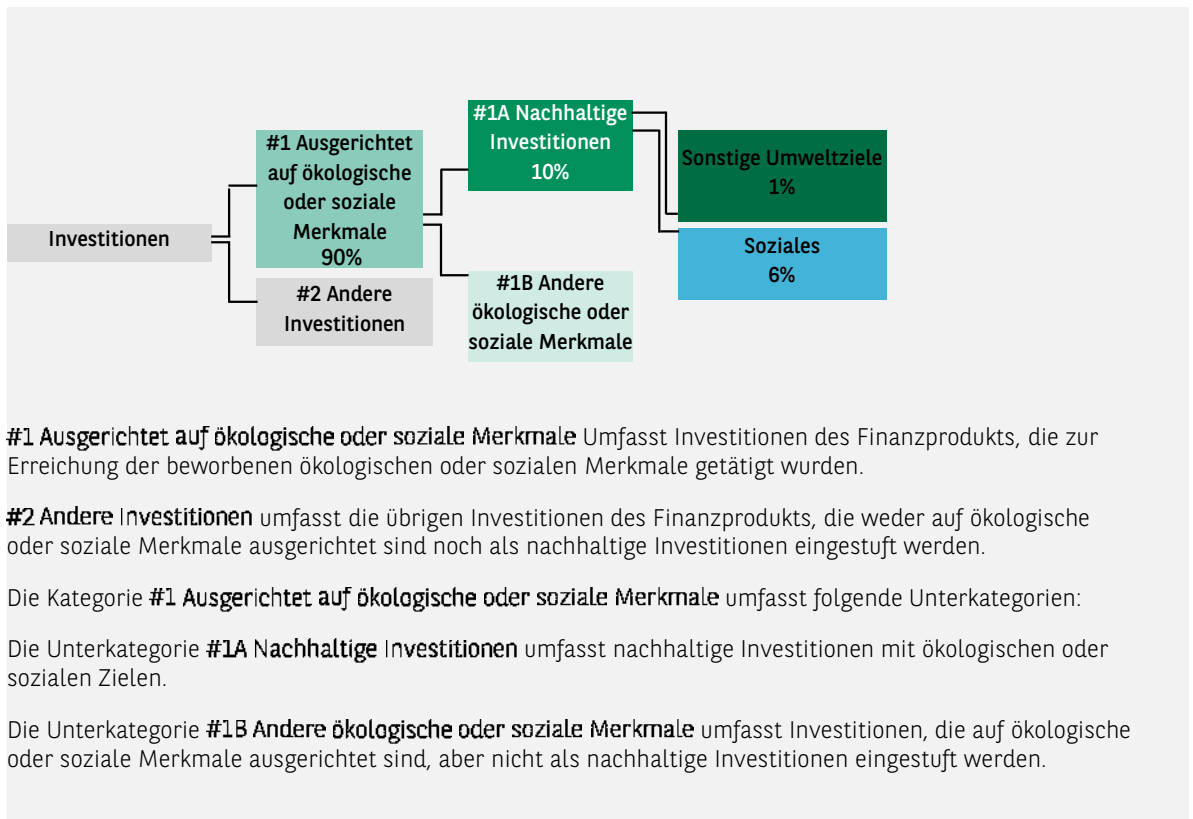 #1A Nachhaltige
Investitionen
10%
#1 Ausgerichtet
auf ökologische
oder soziale
Merkmale
90%
Sonstige Umweltziele
1%
Investitionen
Soziales
6%
#2 Andere
Investitionen
#1B Andere
ökologische oder
soziale Merkmale
#1 Ausgerichtet auf ökologische oder soziale Merkmale Umfasst Investitionen des Finanzprodukts, die zur
Erreichung der beworbenen ökologischen oder sozialen Merkmale getätigt wurden.
#2 Andere Investitionen umfasst die übrigen Investitionen des Finanzprodukts, die weder auf ökologische
oder soziale Merkmale ausgerichtet sind noch als nachhaltige Investitionen eingestuft werden.
Die Kategorie #1 Ausgerichtet auf ökologische oder soziale Merkmale umfasst folgende Unterkategorien:
Die Unterkategorie #1A Nachhaltige Investitionen umfasst nachhaltige Investitionen mit ökologischen oder
sozialen Zielen.
Die Unterkategorie #1B Andere ökologische oder soziale Merkmale umfasst Investitionen, die auf ökologische
oder soziale Merkmale ausgerichtet sind, aber nicht als nachhaltige Investitionen eingestuft werden.